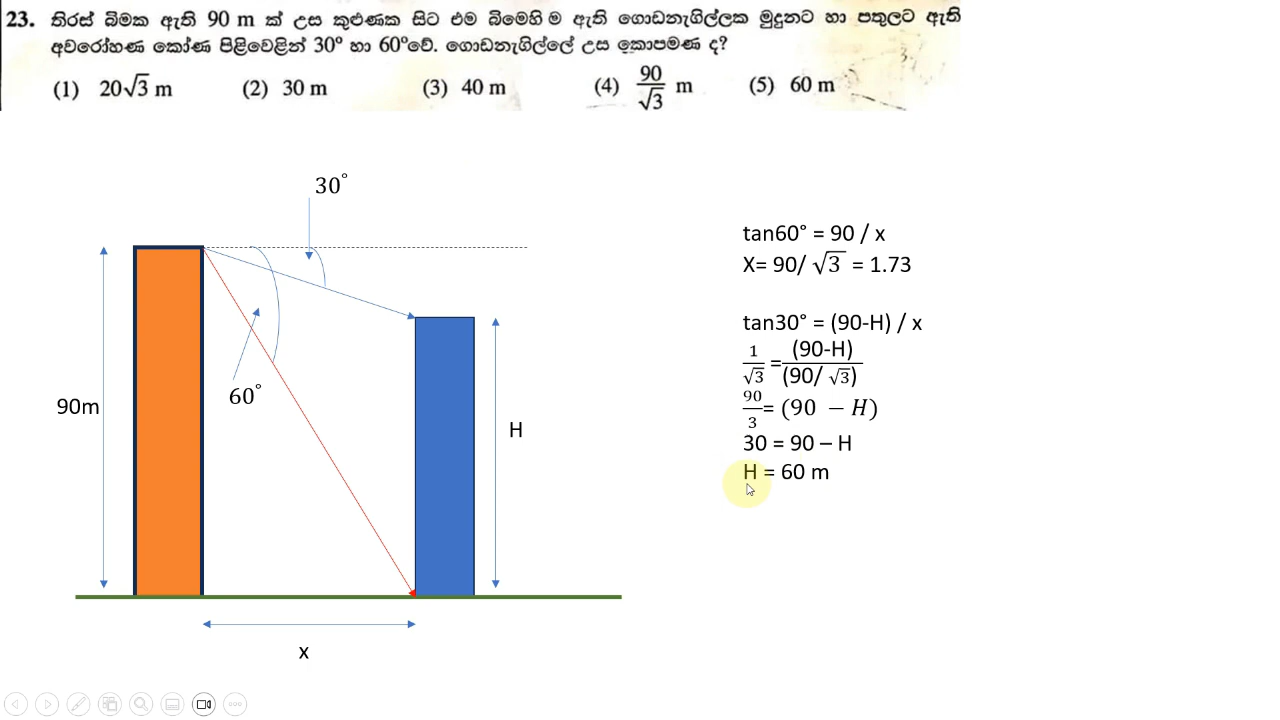 23. තිරස් බිමක ඇති 90 m ක් උස කුළුණක සිට එම බිමෙහි ම ඇති ගොඩනැගිල්ලක මුදුනට හා පතුලට ඇති
අවරෝහණ කෝණ පිළිවෙළින් 30° හා 60°වේ. ගොඩනැගිල්ලේ උස කොපමණ ද?
(1) 20√3 m (2) 30 m (3) 40 m (4) 90/√3 m (5) 60 m
30°
60°
90m
H
x
tan60° = 90 / x
X= 90/ √3 = 1.73
tan30° = (90-H) / x
1/√3 = (90-H)/(90/ √3)
90/3 = (90 − H)
30 = 90 – H
H = 60 m